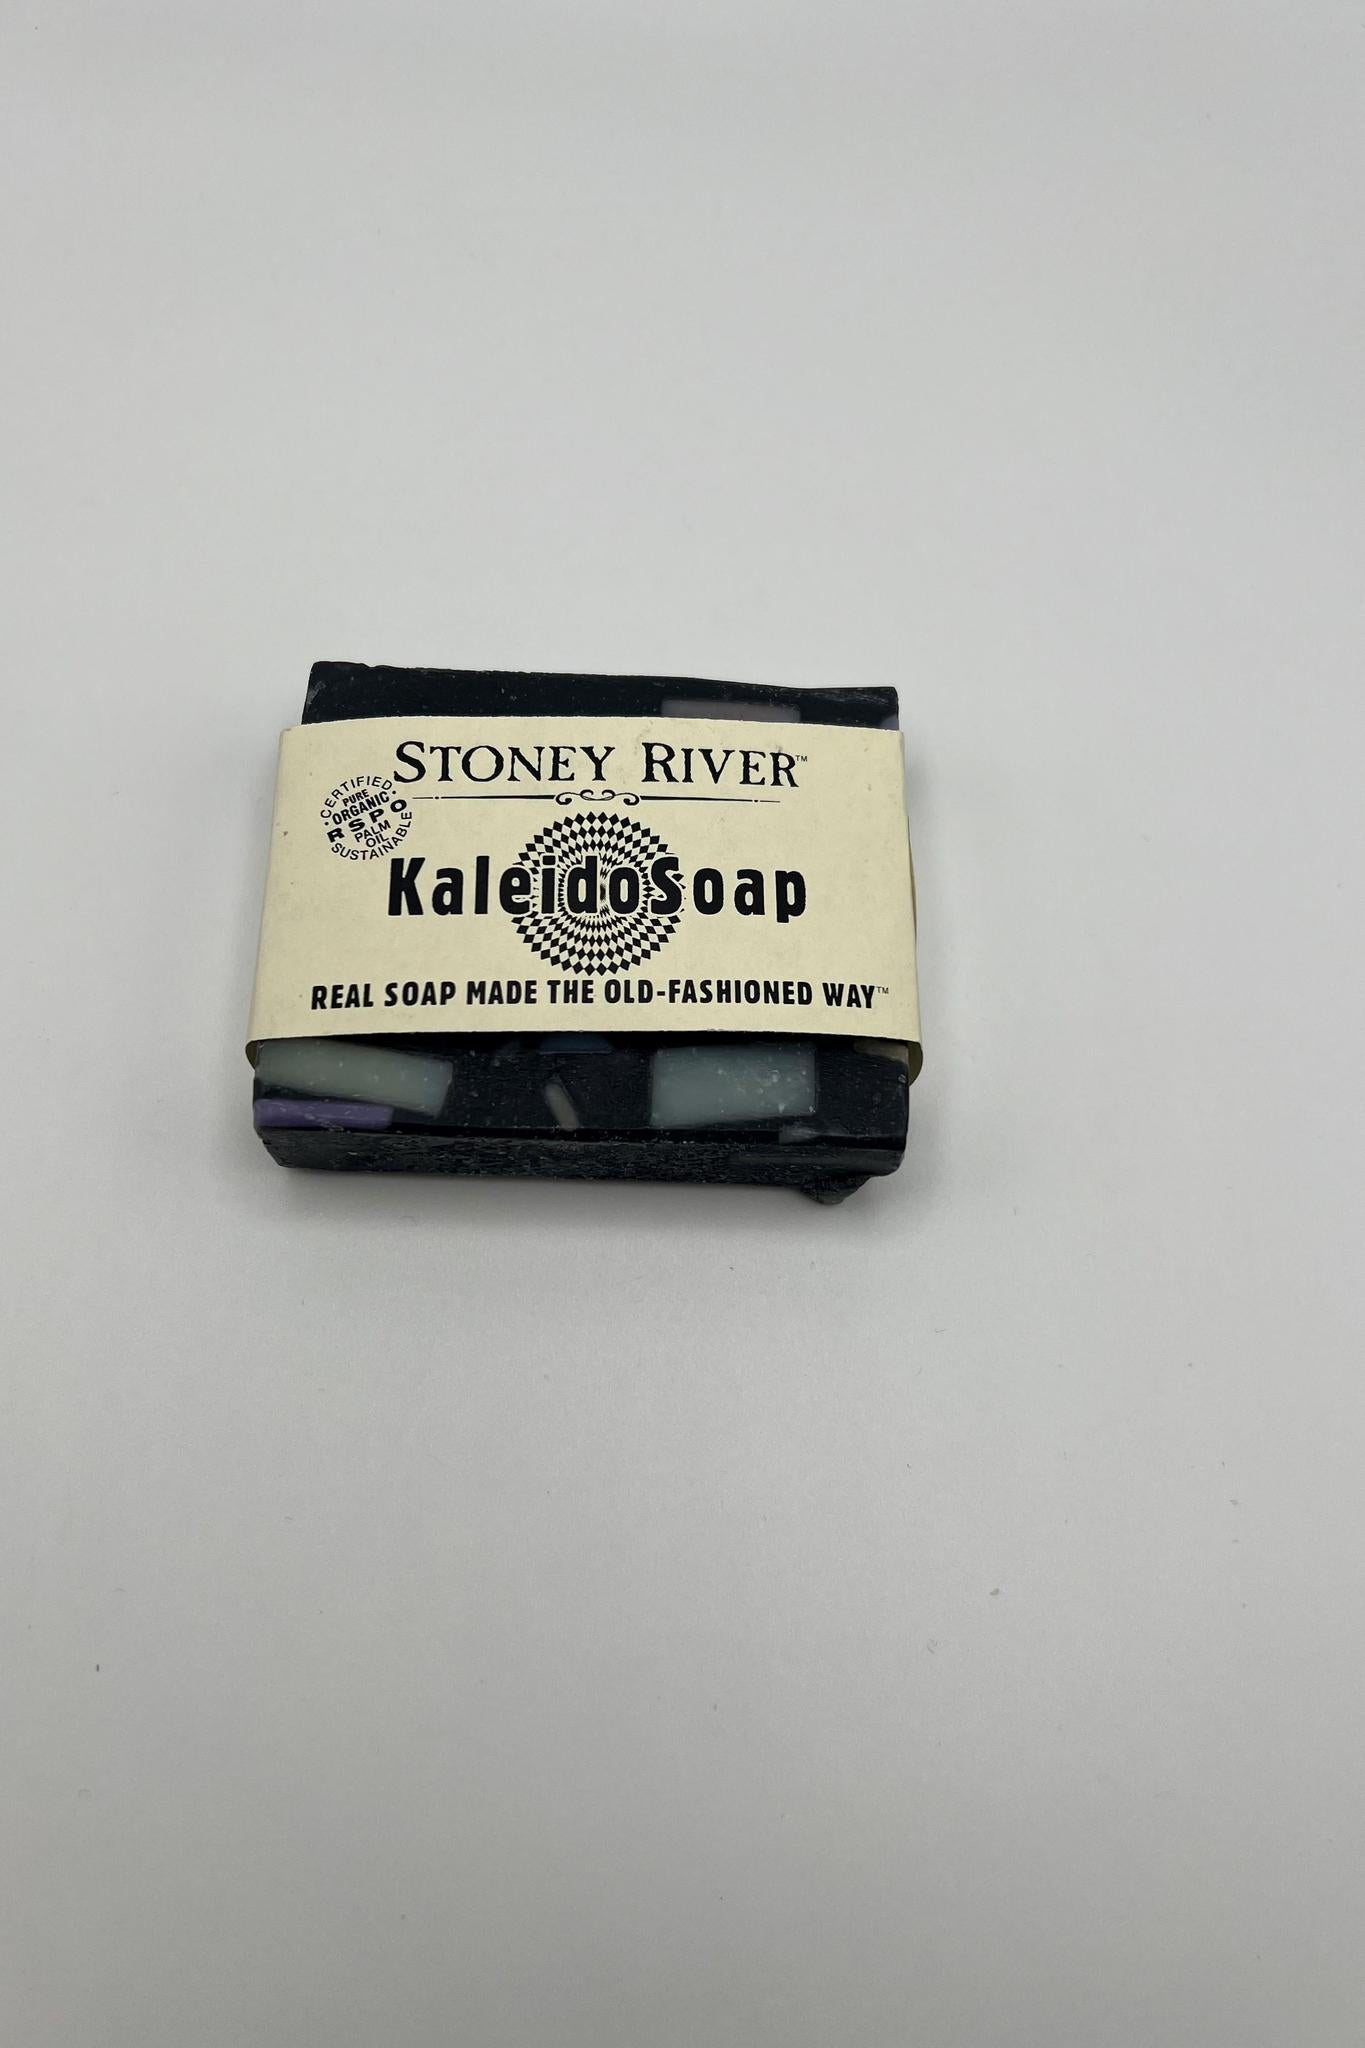 STONEY RIVER™
CERTIFIED
PURE
ORGANIC
RSPO
PALM
OIL
SUSTAINABLE
KaleidoSoap
REAL SOAP MADE THE OLD-FASHIONED WAY™